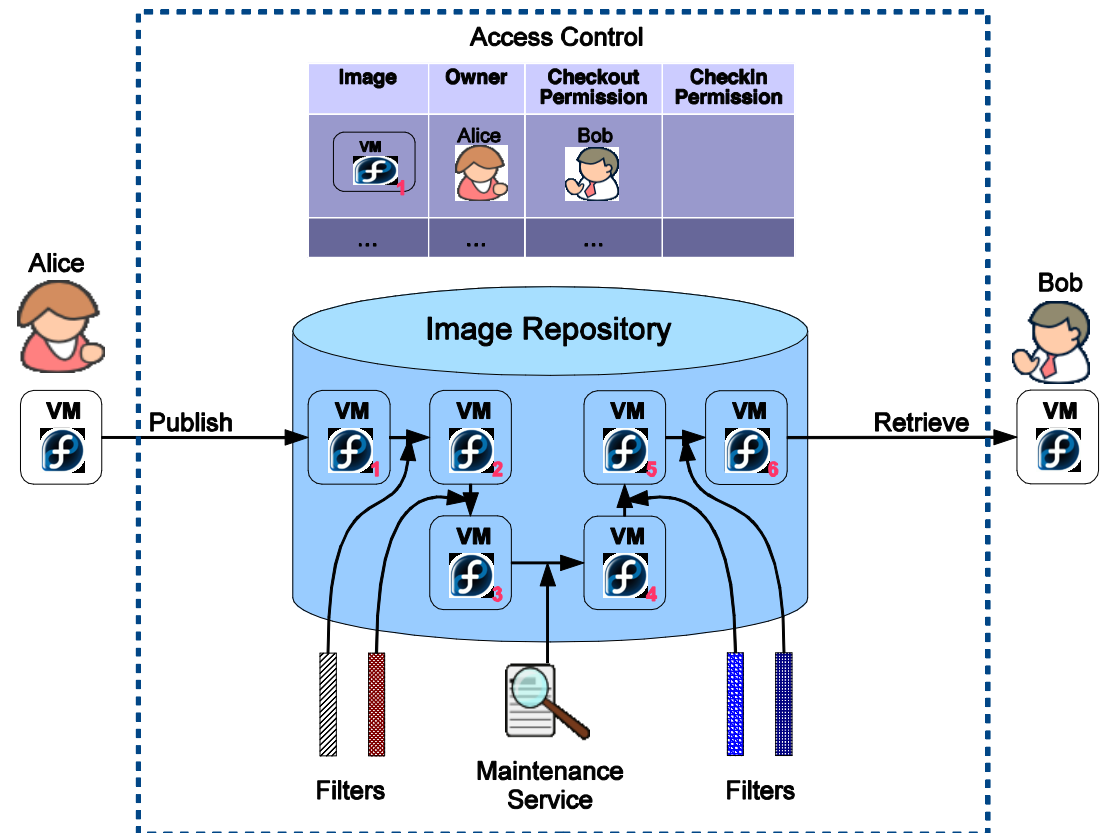 Access Control
Image Owner Checkout Permission Checkin Permission
VM 1 Alice Bob
... ... ...
Alice
Bob
Image Repository
VM
VM 1
VM 2
VM 5
VM 6
VM
Publish
Retrieve
VM 3
VM 4
Filters
Maintenance
Service
Filters